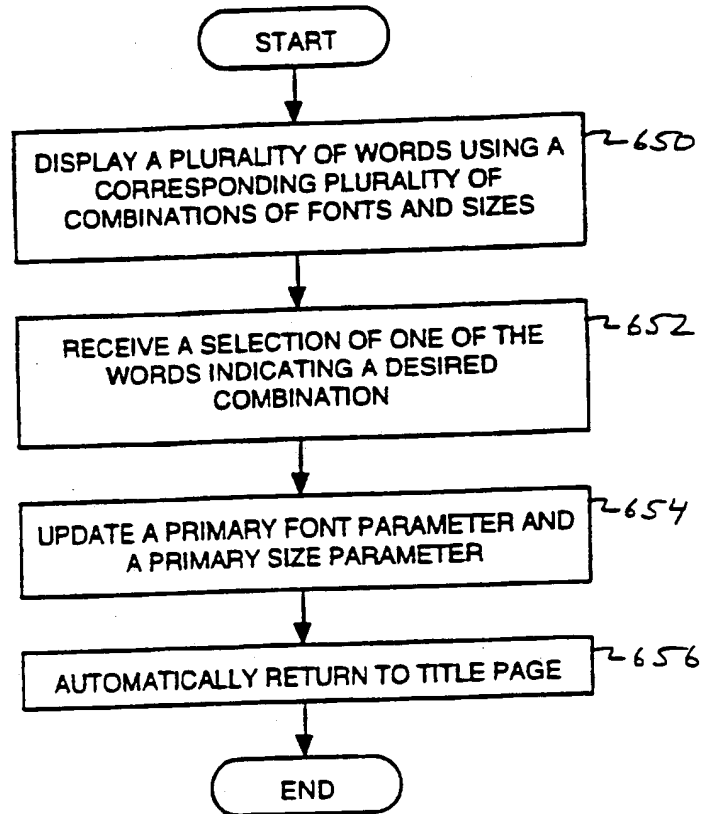 START
DISPLAY A PLURALITY OF WORDS USING A
CORRESPONDING PLURALITY OF
COMBINATIONS OF FONTS AND SIZES
650
RECEIVE A SELECTION OF ONE OF THE
WORDS INDICATING A DESIRED
COMBINATION
652
UPDATE A PRIMARY FONT PARAMETER AND
A PRIMARY SIZE PARAMETER
654
AUTOMATICALLY RETURN TO TITLE PAGE
656
END